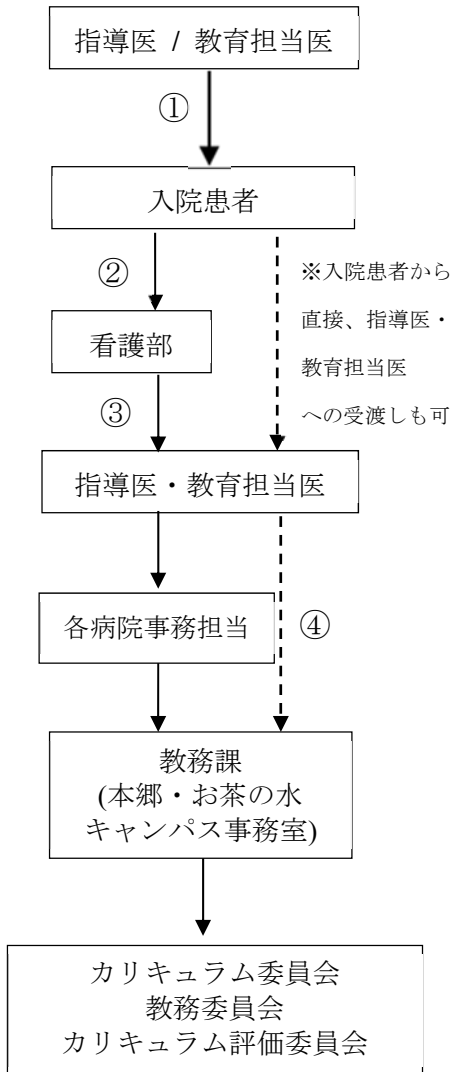 指導医 / 教育担当医
①
入院患者
②
※入院患者から
直接、指導医・
教育担当医
への受渡しも可
看護部
③
指導医・教育担当医
各病院事務担当
④
教務課
(本郷・お茶の水
キャンパス事務室)
カリキュラム委員会
教務委員会
カリキュラム評価委員会